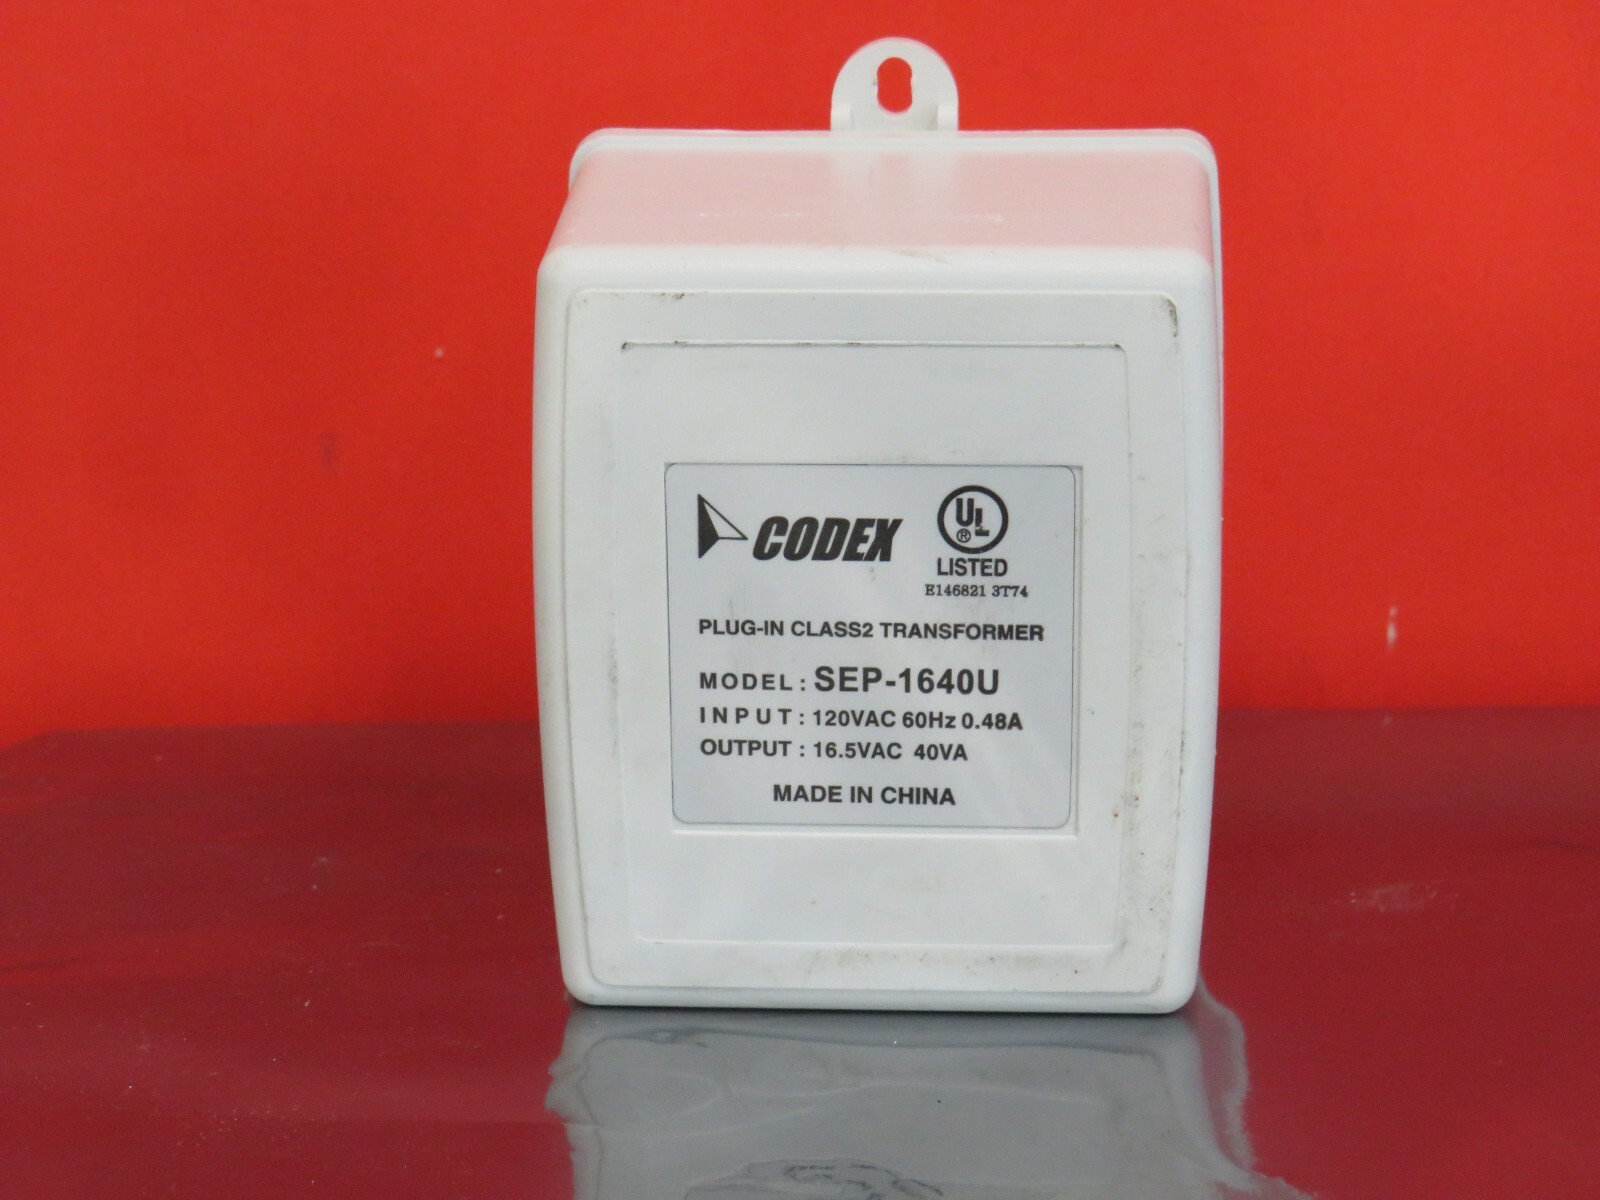 CODEX
UL
®
LISTED
E146821 3T74
PLUG-IN CLASS2 TRANSFORMER
MODEL : SEP-1640U
INPUT : 120VAC 60Hz 0.48A
OUTPUT : 16.5VAC 40VA
MADE IN CHINA